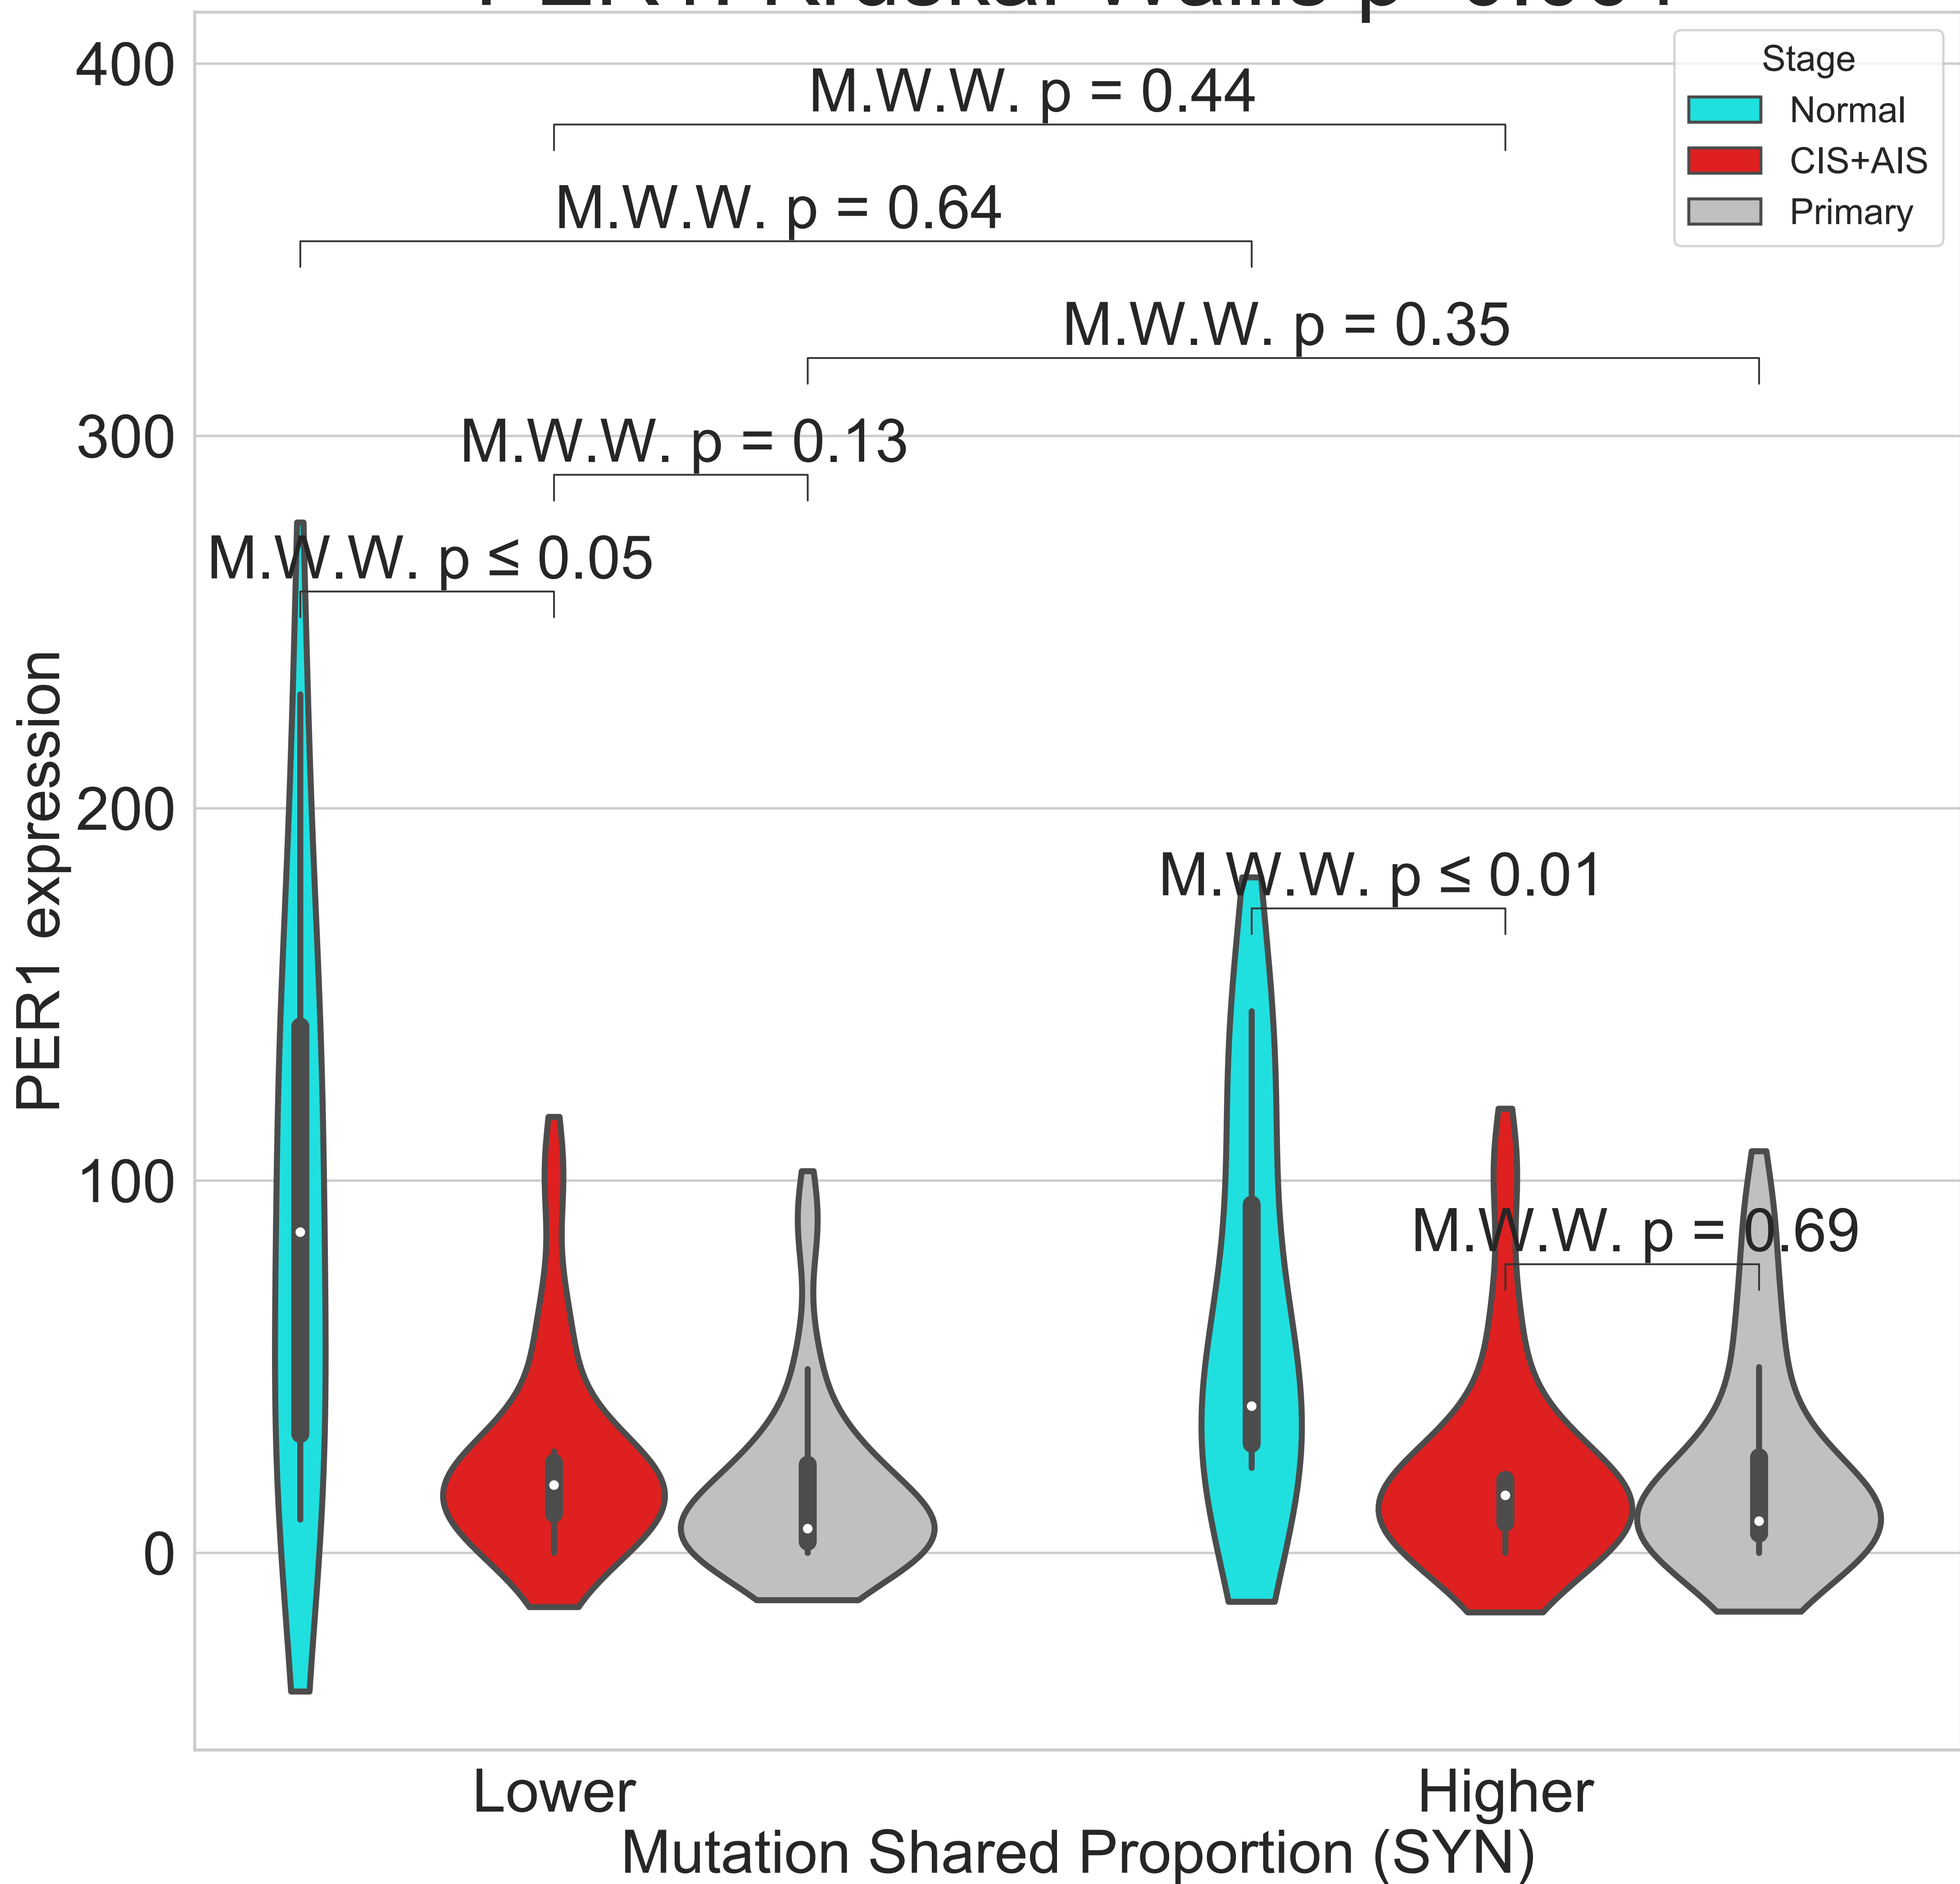 400
300
200
100
0
PER1 expression
M.W.W. p = 0.44
M.W.W. p = 0.64
M.W.W. p = 0.35
M.W.W. p = 0.13
M.W.W. p ≤ 0.05
M.W.W. p ≤ 0.01
M.W.W. p = 0.69
Stage
Normal
CIS+AIS
Primary
Lower
Higher
Mutation Shared Proportion (SYN)